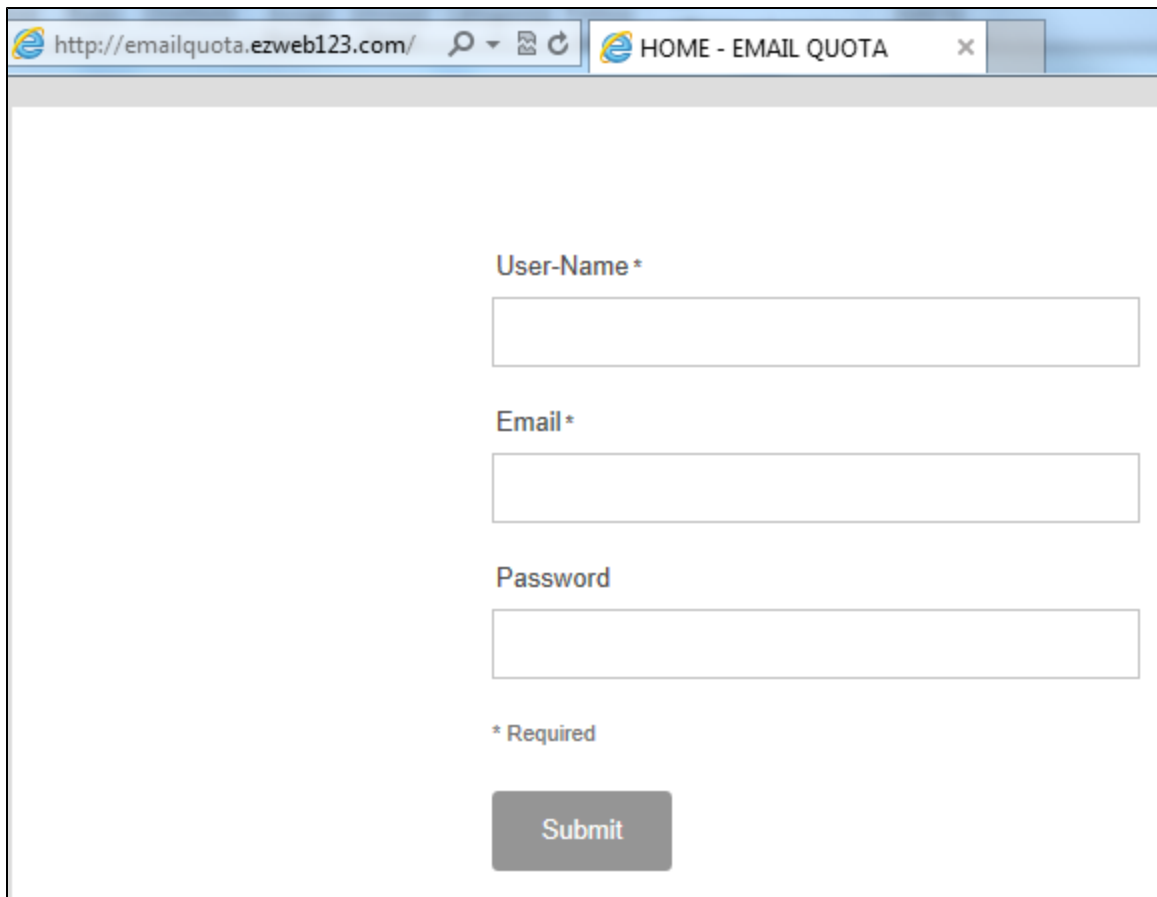 http://emailquota.ezweb123.com/ HOME - EMAIL QUOTA
User-Name*
Email*
Password
* Required
Submit